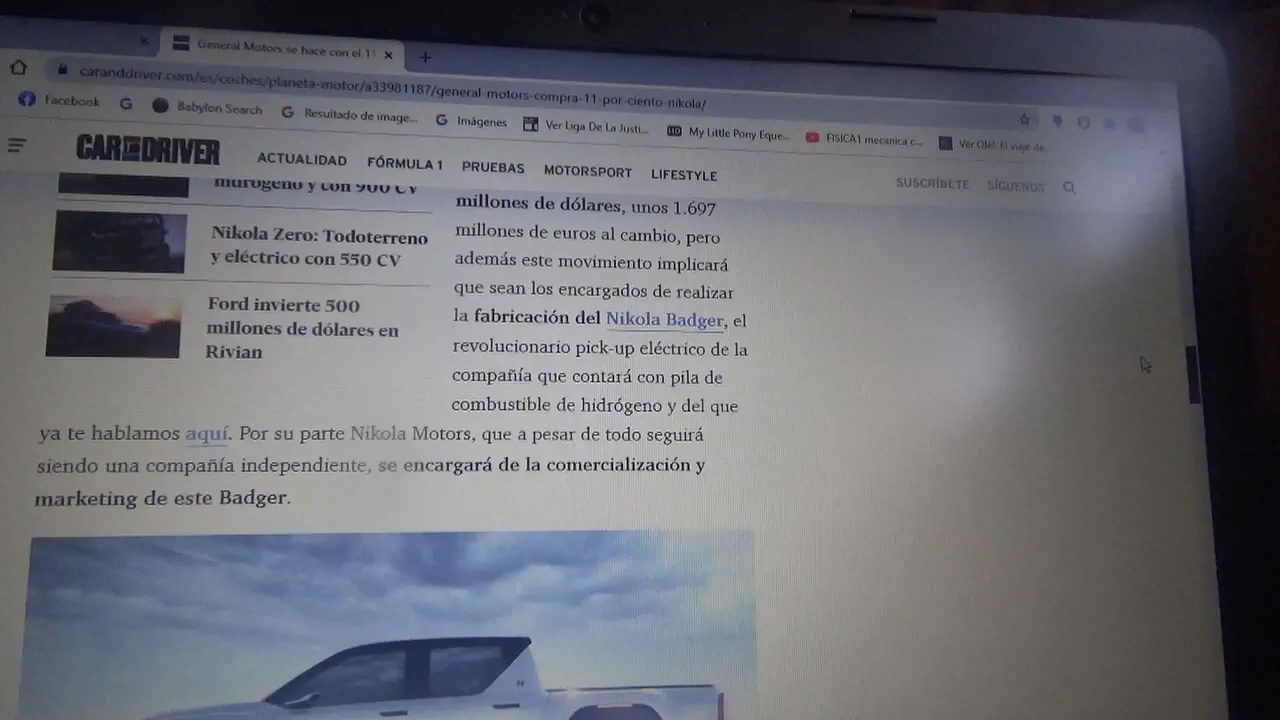 General Motors se hace con el 11
caranddriver.com/es/coches/planeta-motor/a33981187/general-motors-compra-11-por-ciento-nikola/
Facebook
Babylon Search
Resultado de image...
Imágenes
Ver Liga De La Justi...
My Little Pony Eque...
FISICA1 mecanica c...
Ver Olé!. El viaje de...
CAR AND DRIVER
ACTUALIDAD FÓRMULA 1 PRUEBAS MOTORSPORT LIFESTYLE
SUSCRÍBETE SÍGUENOS
hidrógeno y con 900 CV
Nikola Zero: Todoterreno
y eléctrico con 550 CV
Ford invierte 500
millones de dólares en
Rivian
millones de dólares, unos 1.697
millones de euros al cambio, pero
además este movimiento implicará
que sean los encargados de realizar
la fabricación del Nikola Badger, el
revolucionario pick-up eléctrico de la
compañía que contará con pila de
combustible de hidrógeno y del que
ya te hablamos aquí. Por su parte Nikola Motors, que a pesar de todo seguirá
siendo una compañía independiente, se encargará de la comercialización y
marketing de este Badger.